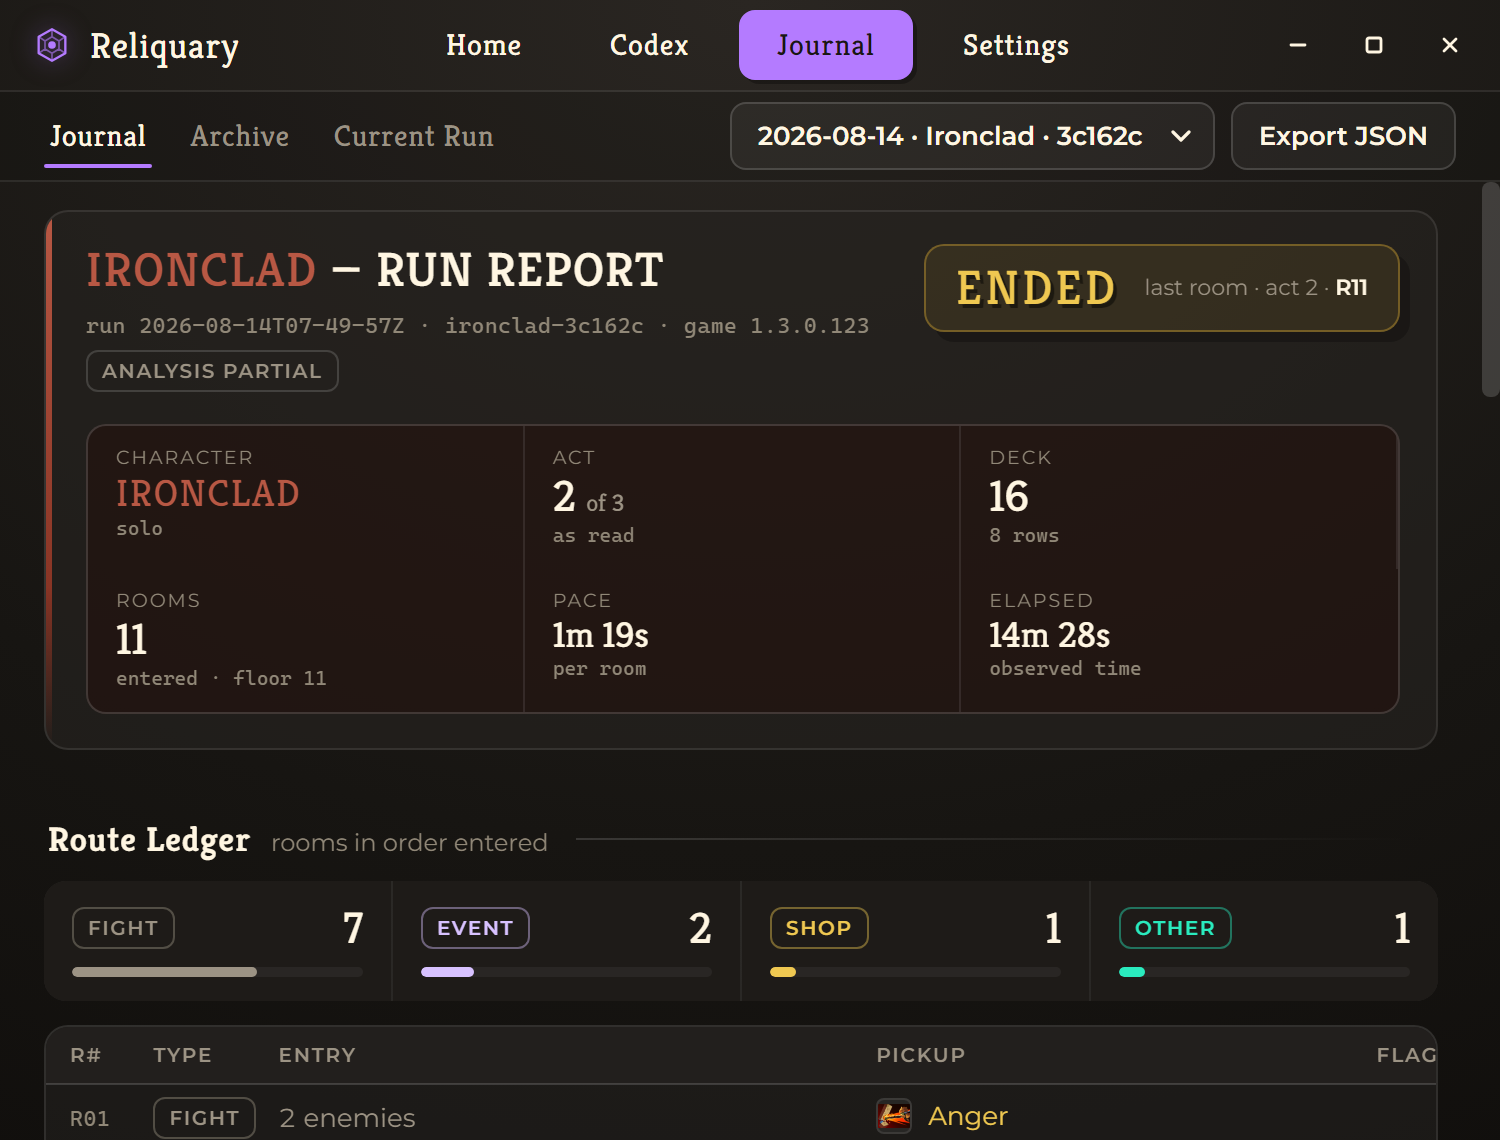 Reliquary
Home
Codex
Journal
Settings
Journal
Archive
Current Run
2026-08-14 · Ironclad · 3c162c
Export JSON
IRONCLAD – RUN REPORT
ENDED
last room · act 2 · R11
run 2026-08-14T07-49-57Z · ironclad-3c162c · game 1.3.0.123
ANALYSIS PARTIAL
CHARACTER
IRONCLAD
solo
ACT
2 of 3
as read
DECK
16
8 rows
ROOMS
11
entered · floor 11
PACE
1m 19s
per room
ELAPSED
14m 28s
observed time
Route Ledger rooms in order entered
FIGHT 7
EVENT 2
SHOP 1
OTHER 1
R# TYPE ENTRY PICKUP FLAG
R01 FIGHT 2 enemies Anger